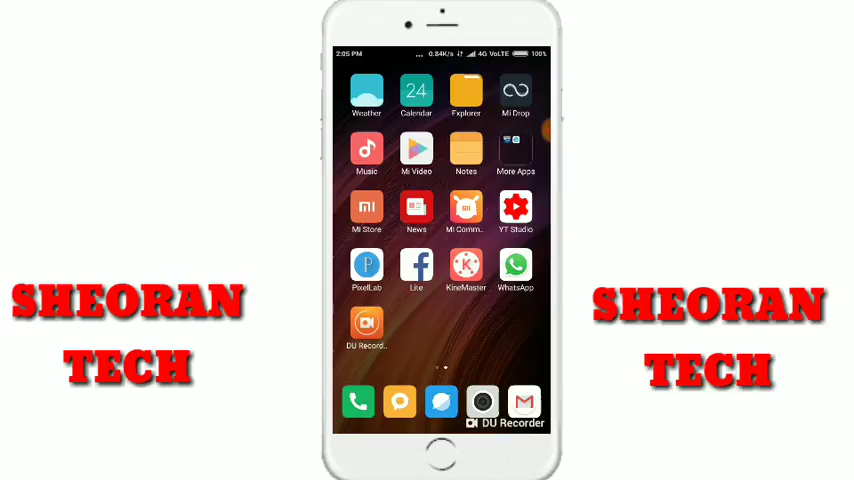 2:05 PM ... 0.84K/s 4G VoLTE 100%
Weather 24 Calendar Explorer Mi Drop
Music Mi Video Notes More Apps
MI
Mi Store News Mi Comm.. YT Studio
P f K
PixelLab Lite KineMaster WhatsApp
DU Record..
DU Recorder
SHEORAN
TECH
SHEORAN
TECH